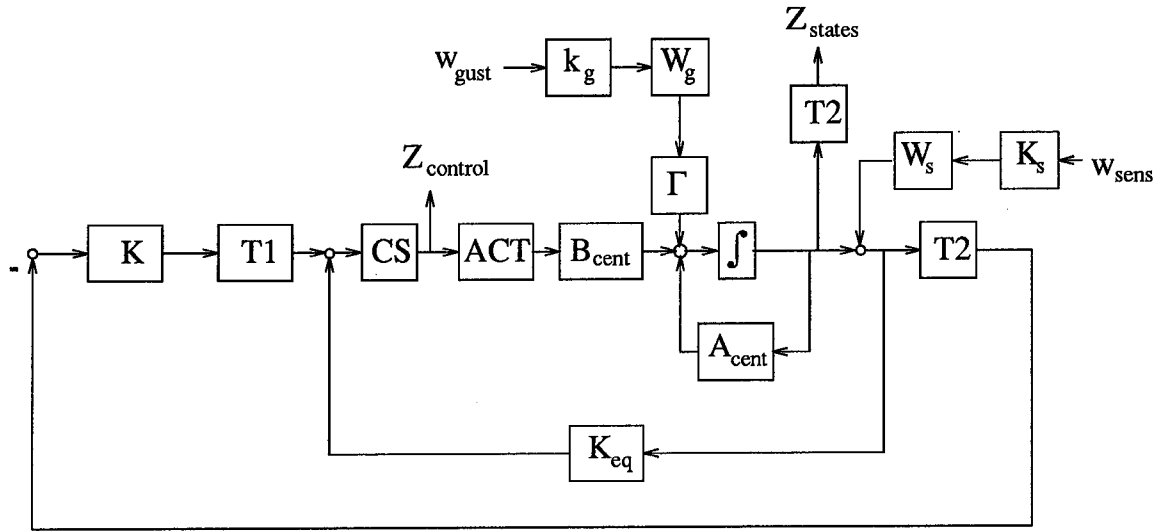 Z_states
w_gust
k_g
W_g
T2
Z_control
Γ
W_s
K_s
w_sens
-
K
T1
CS
ACT
B_cent
∫
T2
A_cent
K_eq